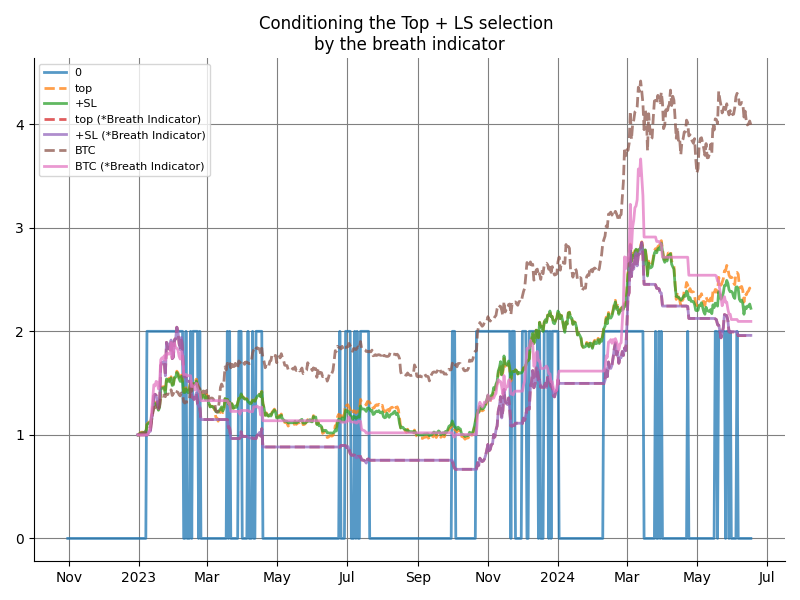 Conditioning the Top + LS selection
by the breath indicator
0
top
+SL
top (*Breath Indicator)
+SL (*Breath Indicator)
BTC
BTC (*Breath Indicator)
4
3
2
1
0
Nov
2023
Mar
May
Jul
Sep
Nov
2024
Mar
May
Jul